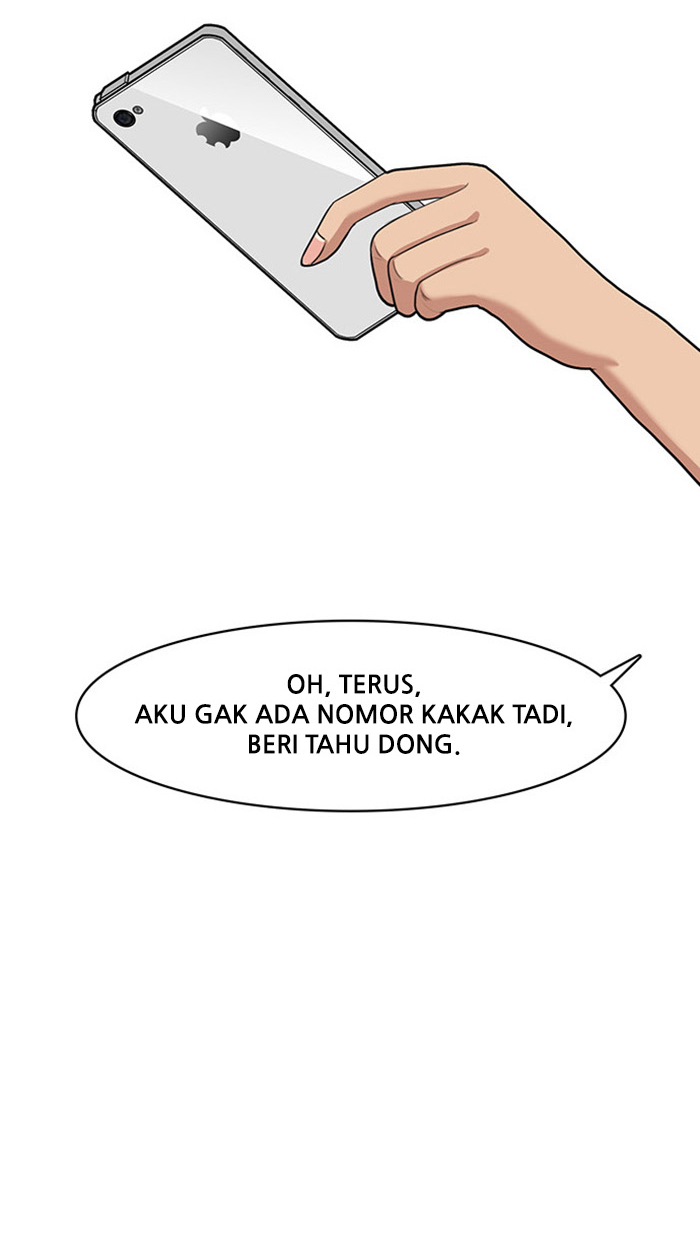 OH, TERUS,
AKU GAK ADA NOMOR KAKAK TADI,
BERI TAHU DONG.